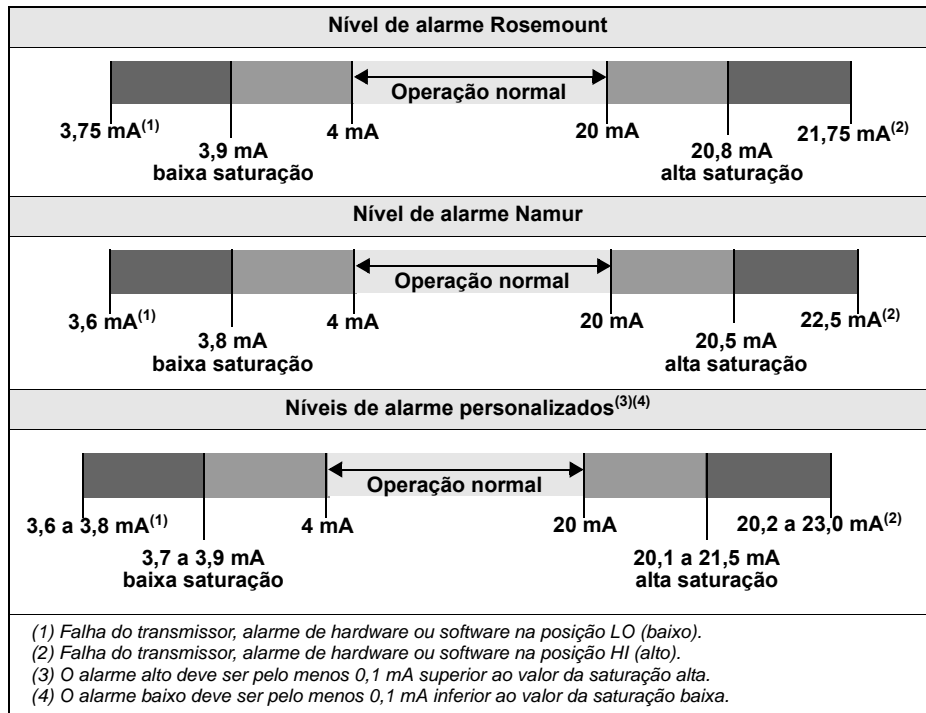 Nível de alarme Rosemount
Operação normal
3,75 mA(1)
3,9 mA
baixa saturação
4 mA
20 mA
20,8 mA
alta saturação
21,75 mA(2)
Nível de alarme Namur
Operação normal
3,6 mA(1)
3,8 mA
baixa saturação
4 mA
20 mA
20,5 mA
alta saturação
22,5 mA(2)
Níveis de alarme personalizados(3)(4)
Operação normal
3,6 a 3,8 mA(1)
3,7 a 3,9 mA
baixa saturação
4 mA
20 mA
20,1 a 21,5 mA
alta saturação
20,2 a 23,0 mA(2)
(1) Falha do transmissor, alarme de hardware ou software na posição LO (baixo).
(2) Falha do transmissor, alarme de hardware ou software na posição HI (alto).
(3) O alarme alto deve ser pelo menos 0,1 mA superior ao valor da saturação alta.
(4) O alarme baixo deve ser pelo menos 0,1 mA inferior ao valor da saturação baixa.